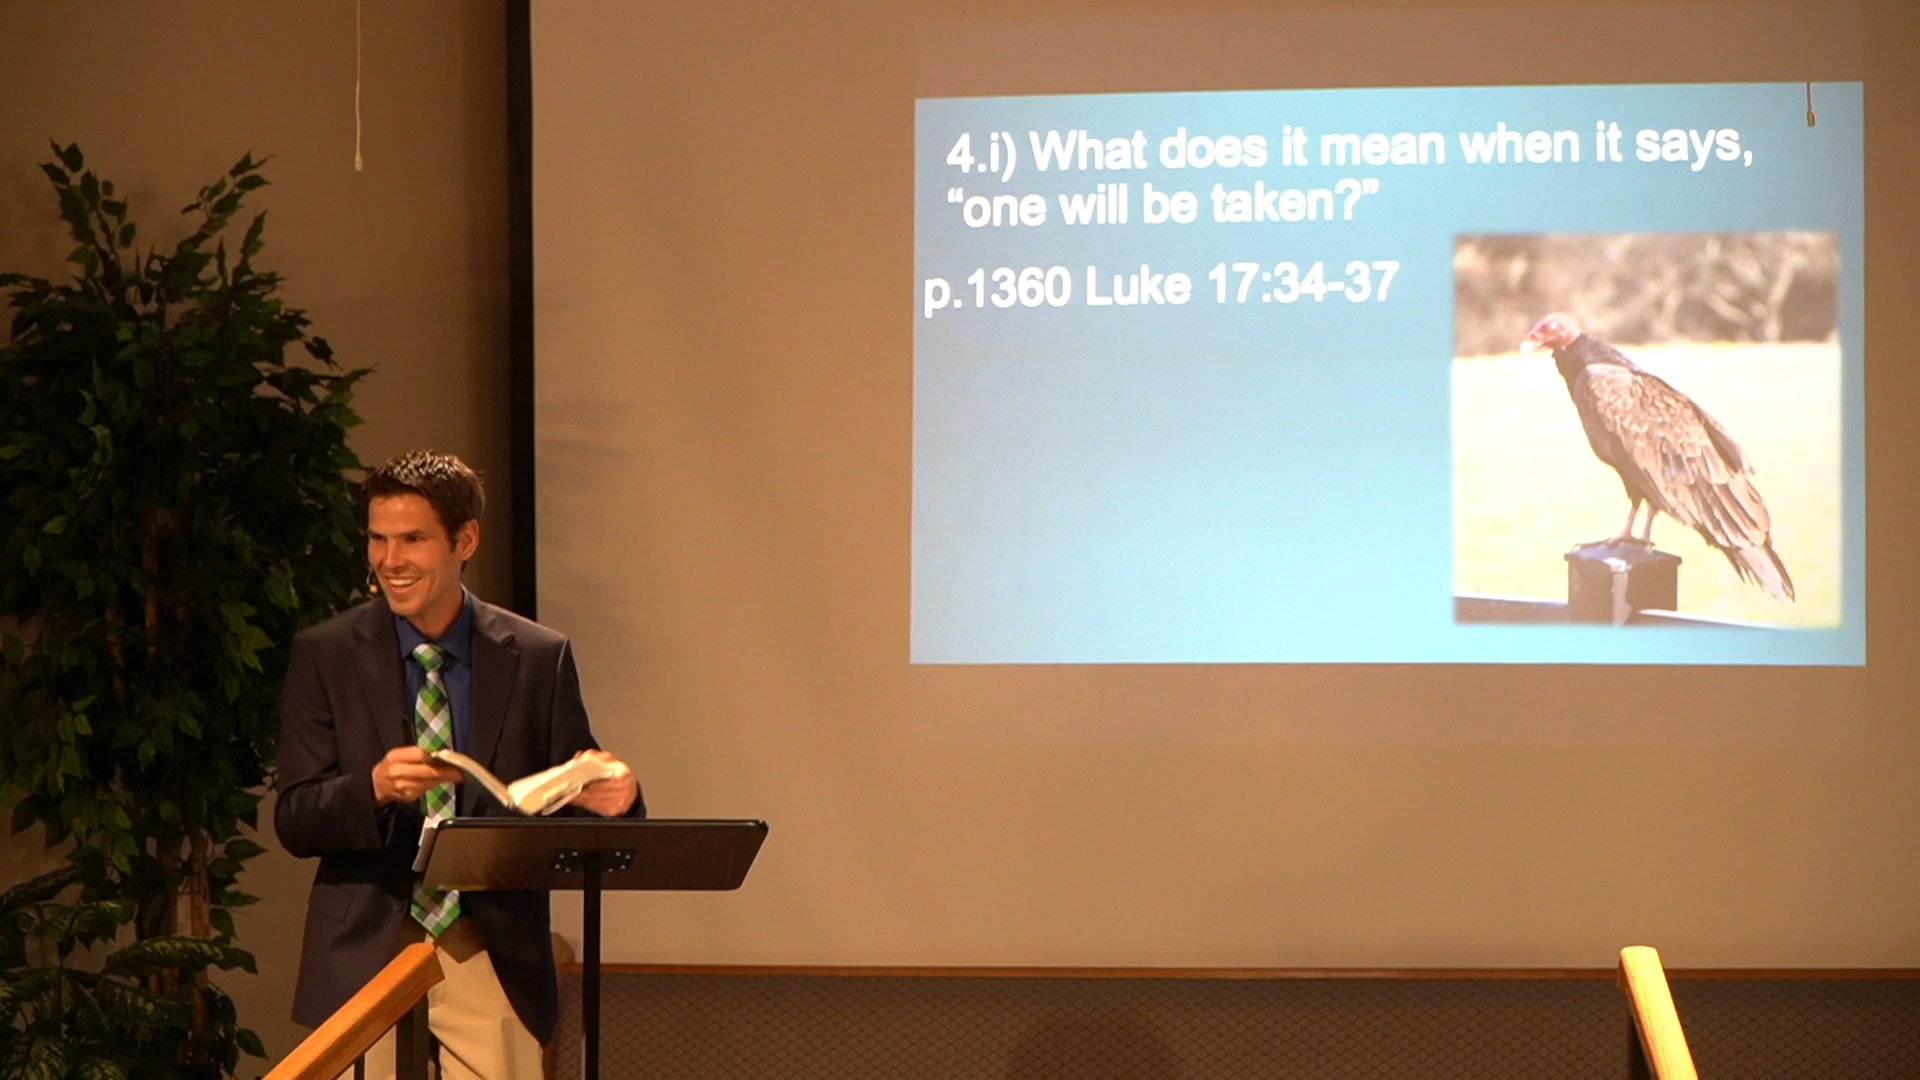 4.i) What does it mean when it says,
“one will be taken?”
p.1360 Luke 17:34-37